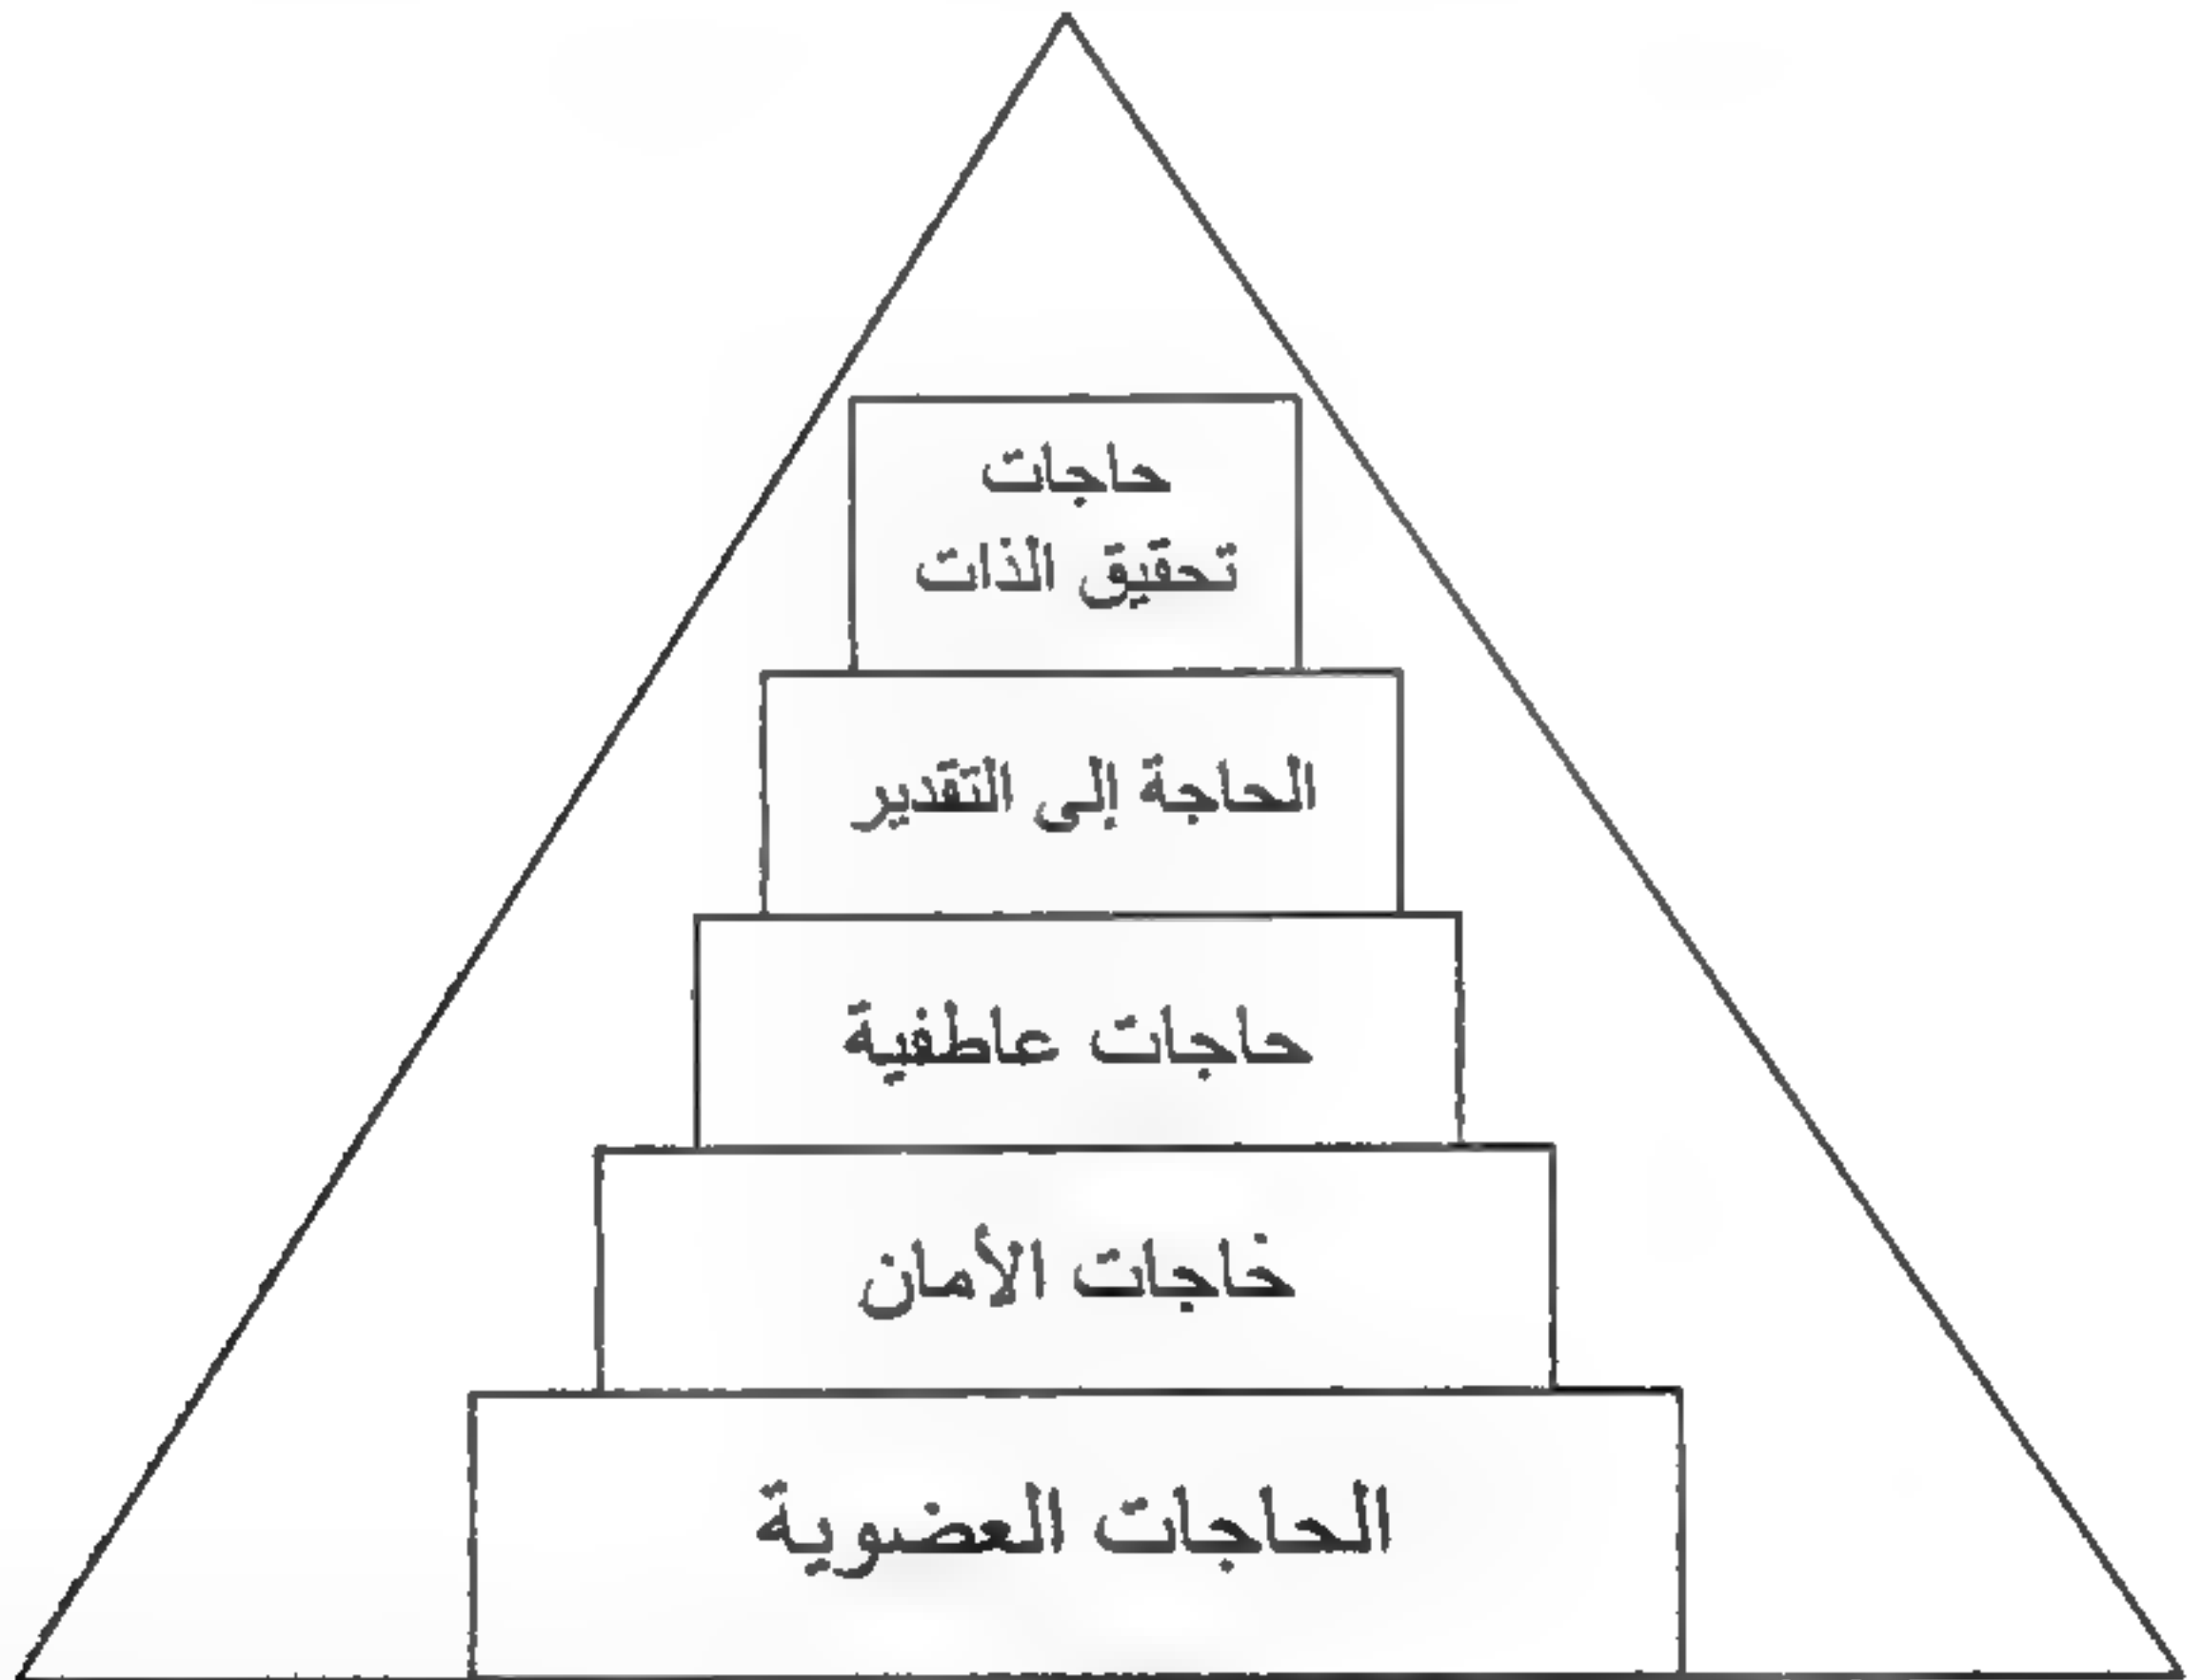 حاجات
تحقيق الذات
الحاجة إلى التقدير
حاجات عاطفية
خاجات الأمان
الحاجات العضوية